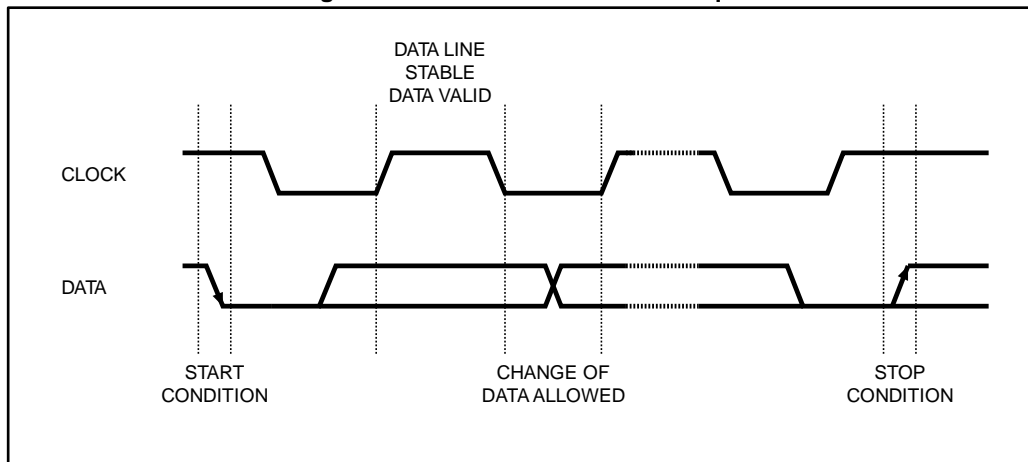 DATA LINE
STABLE
DATA VALID
CLOCK
DATA
START
CONDITION
CHANGE OF
DATA ALLOWED
STOP
CONDITION